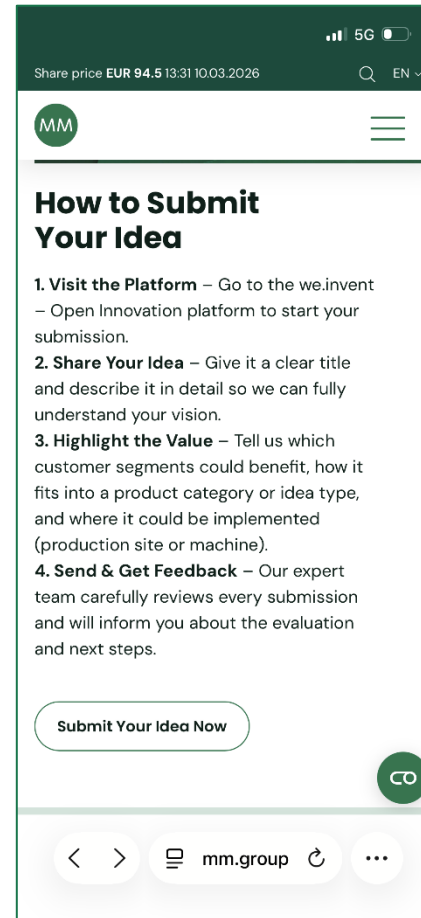 5G
Share price EUR 94.5 13:31 10.03.2026
EN
MM
How to Submit
Your Idea
1. Visit the Platform – Go to the we.invent
– Open Innovation platform to start your
submission.
2. Share Your Idea – Give it a clear title
and describe it in detail so we can fully
understand your vision.
3. Highlight the Value – Tell us which
customer segments could benefit, how it
fits into a product category or idea type,
and where it could be implemented
(production site or machine).
4. Send & Get Feedback – Our expert
team carefully reviews every submission
and will inform you about the evaluation
and next steps.
Submit Your Idea Now
mm.group